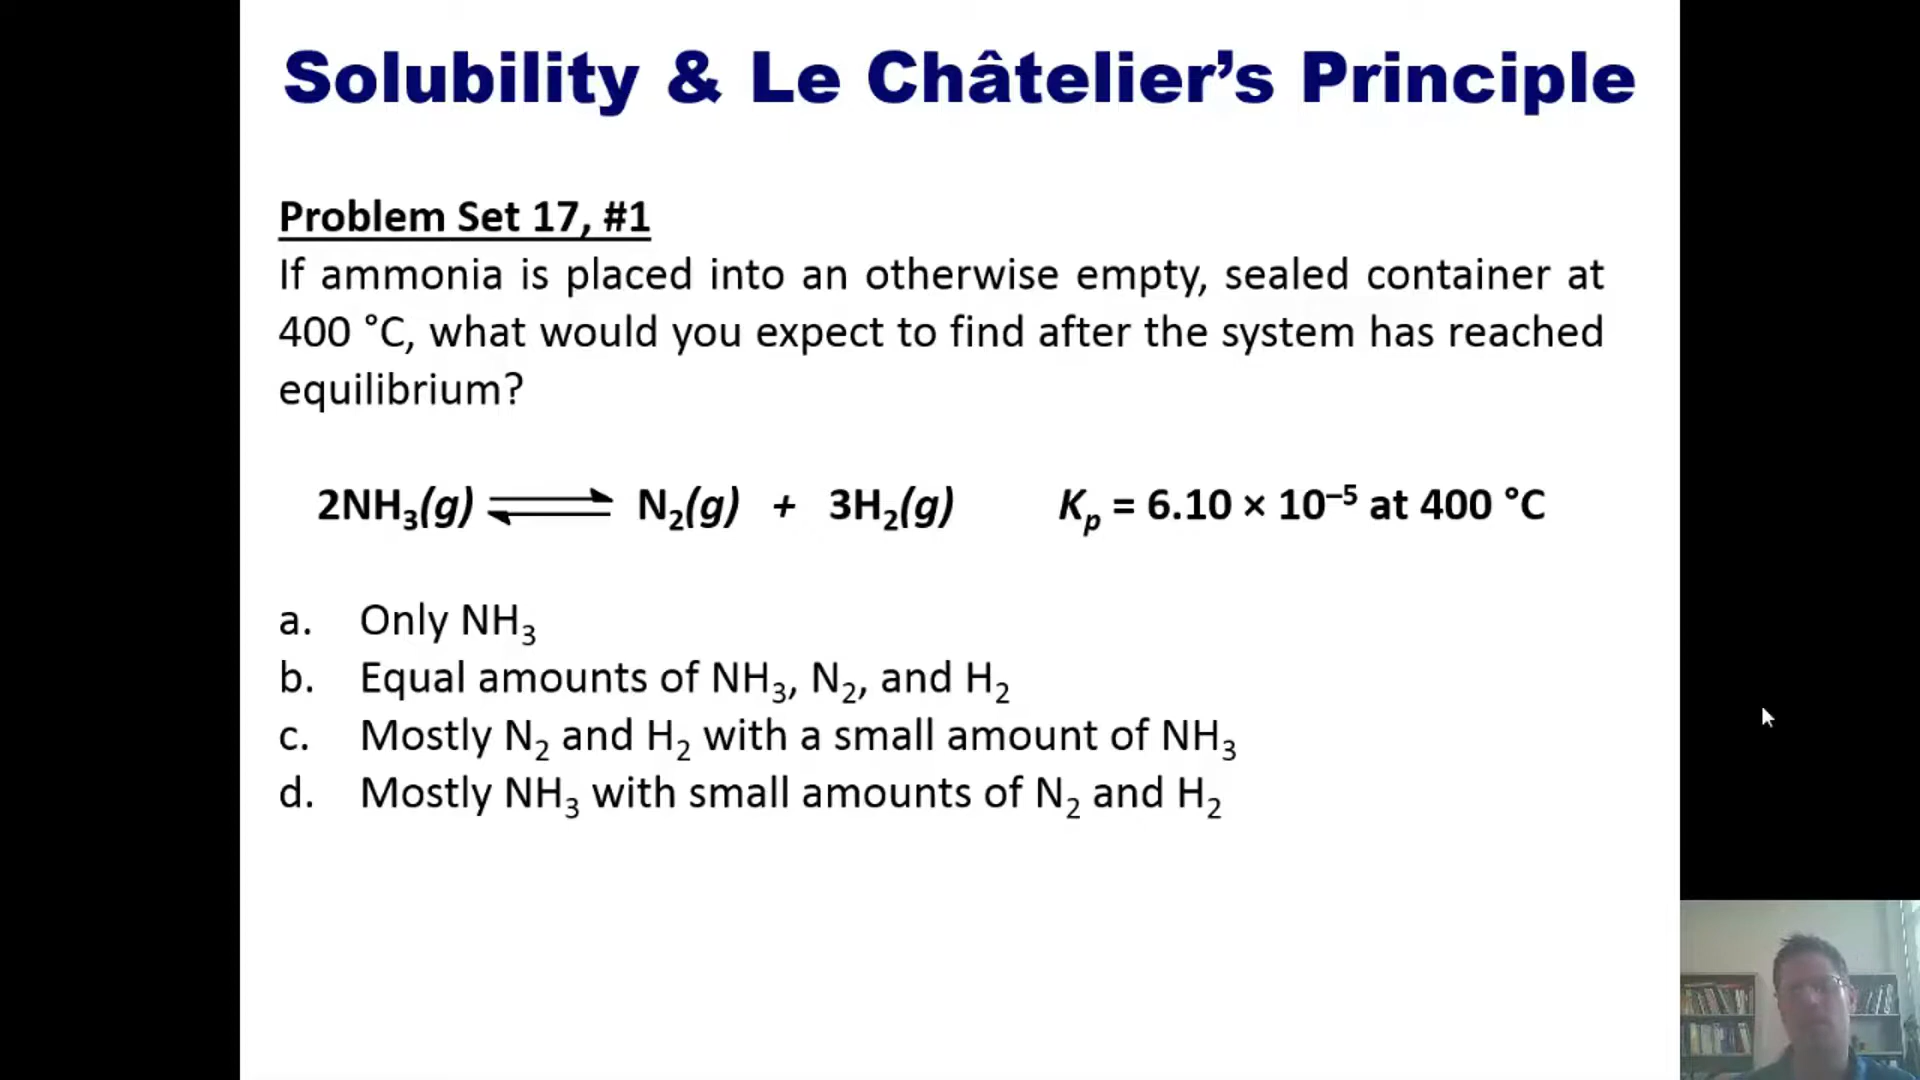 Solubility & Le Châtelier’s Principle
Problem Set 17, #1
If ammonia is placed into an otherwise empty, sealed container at
400 °C, what would you expect to find after the system has reached
equilibrium?
2NH₃(g) ⇌ N₂(g) + 3H₂(g) Kₚ = 6.10 × 10⁻⁵ at 400 °C
a. Only NH₃
b. Equal amounts of NH₃, N₂, and H₂
c. Mostly N₂ and H₂ with a small amount of NH₃
d. Mostly NH₃ with small amounts of N₂ and H₂